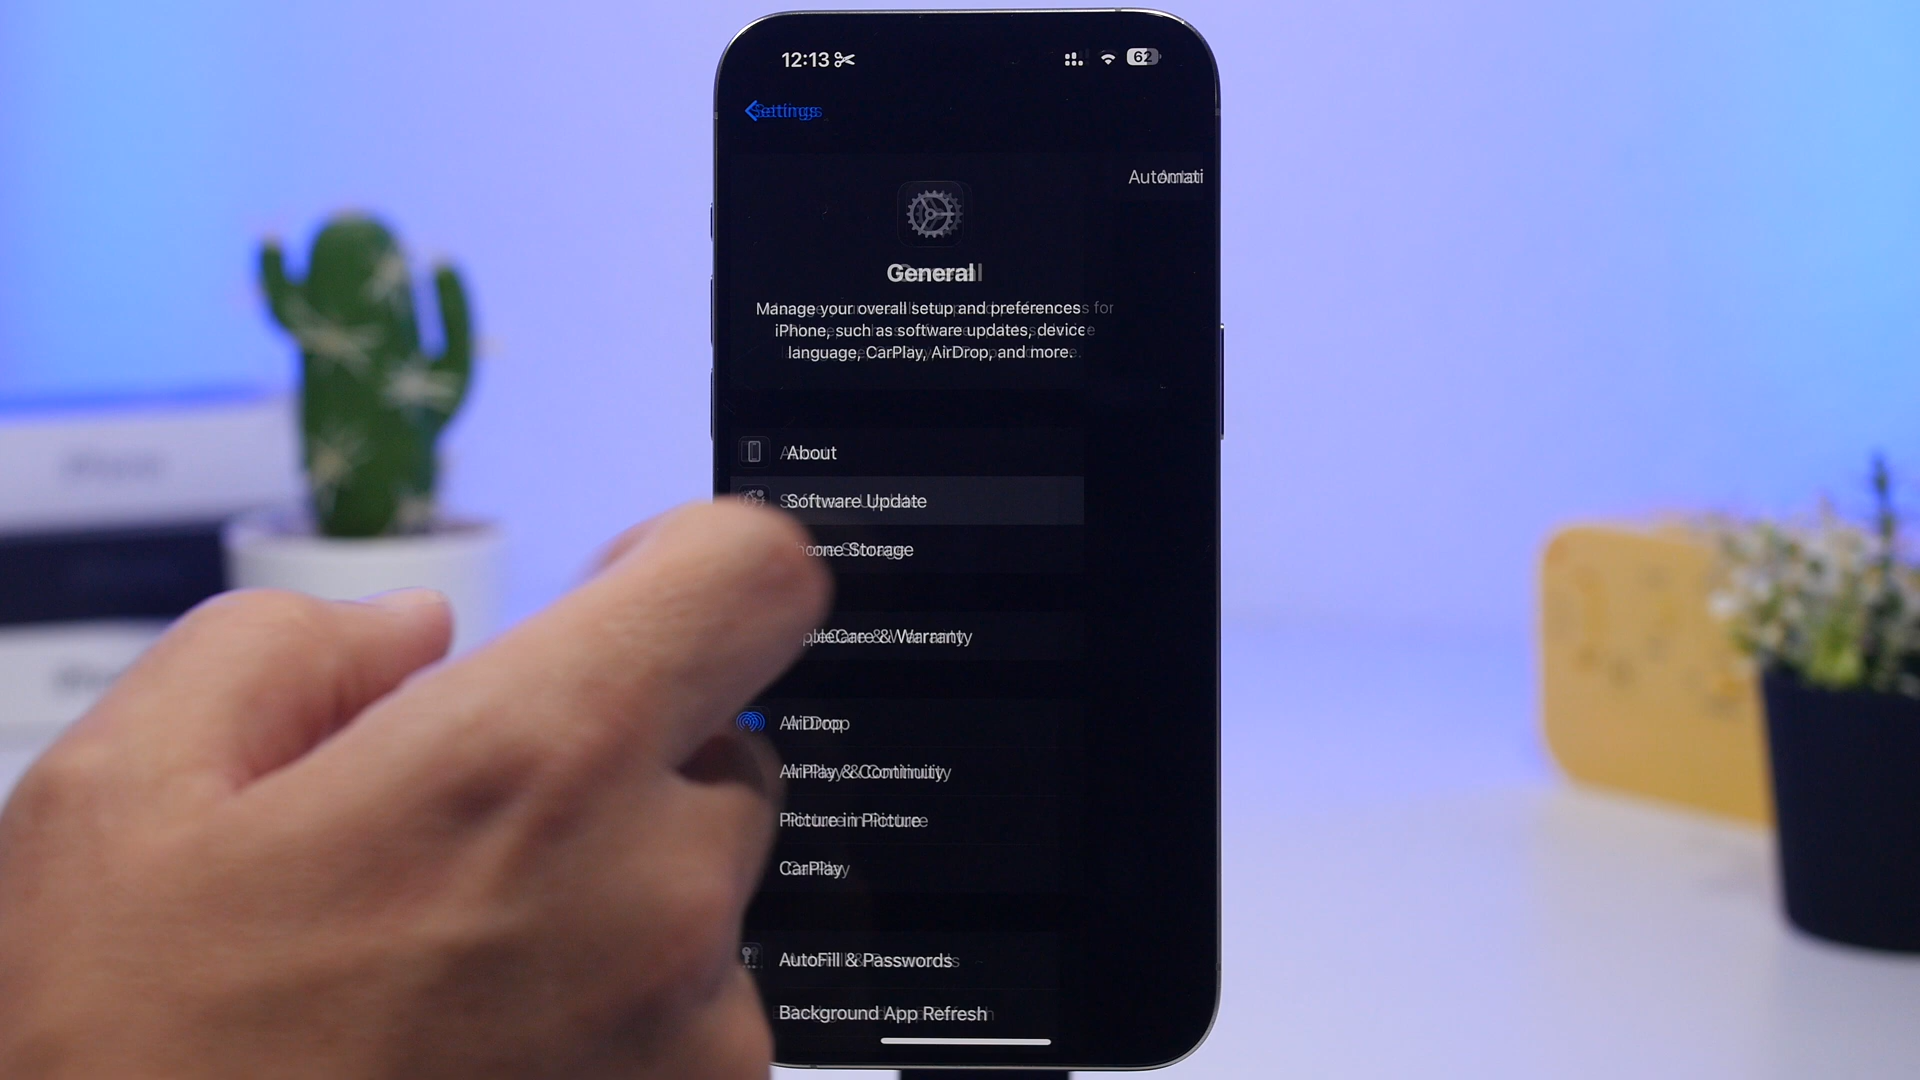 12:13
62
Settings
Automati
General
Manage your overall setup and preferences for
iPhone, such as software updates, device
language, CarPlay, AirDrop, and more.
About
Software Update
hone Storage
pleCare & Warranty
AirDrop
AirPlay & Continuity
Picture in Picture
CarPlay
AutoFill & Passwords
Background App Refresh